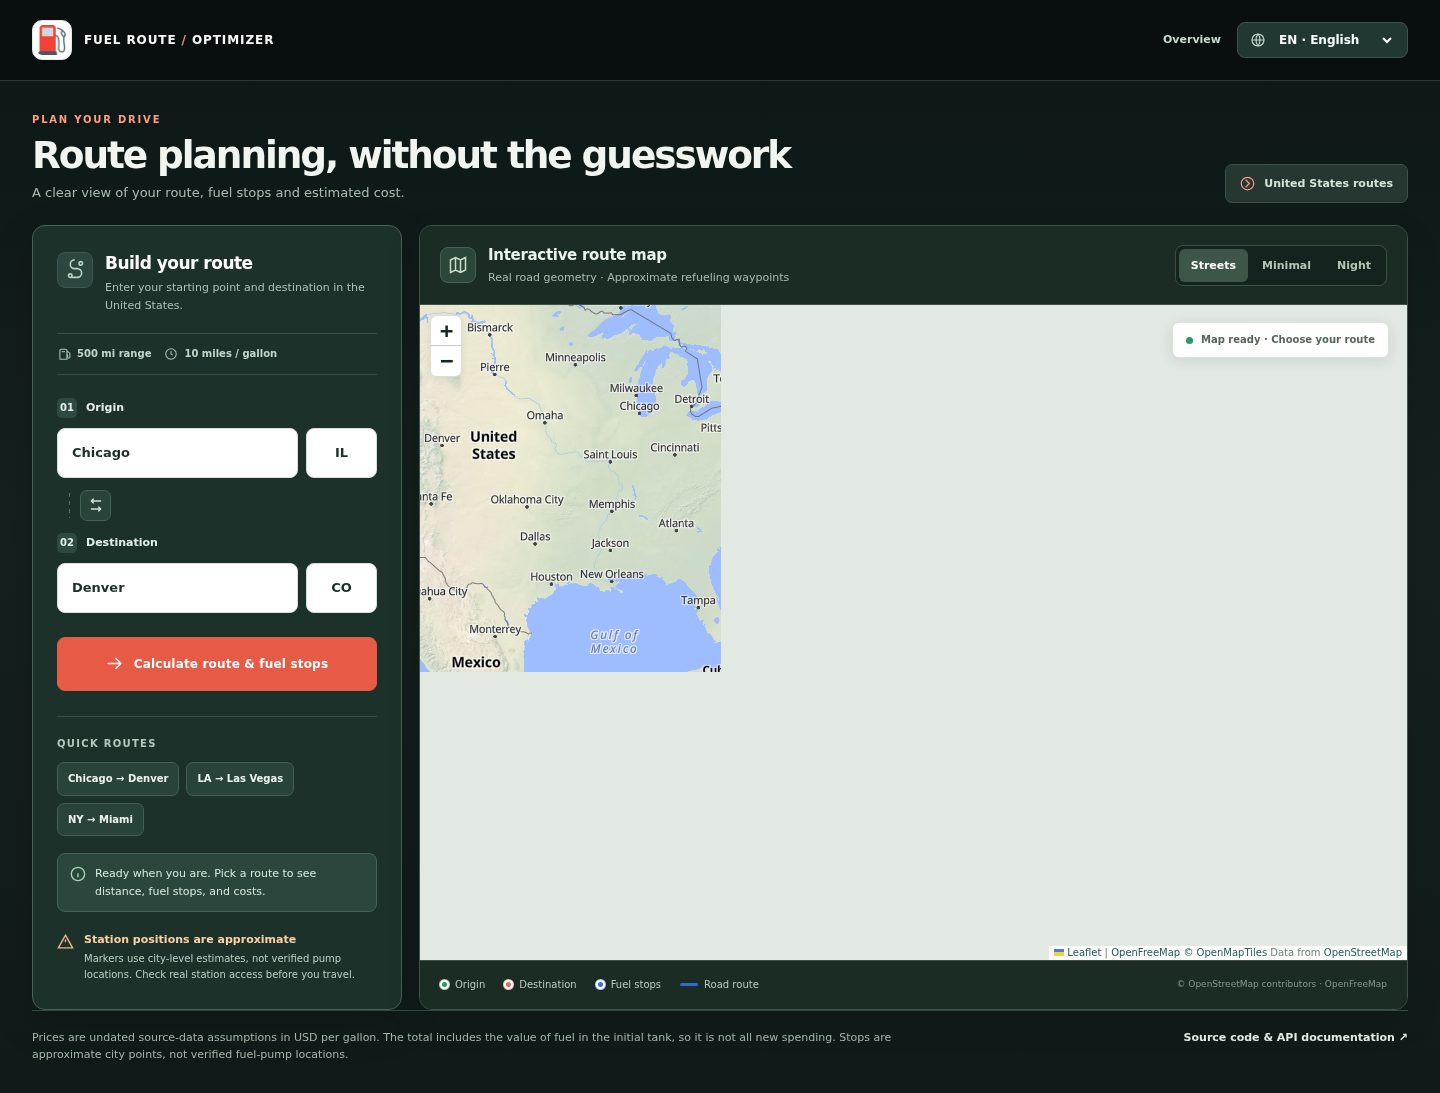 FUEL ROUTE / OPTIMIZER
Overview
EN · English
PLAN YOUR DRIVE
Route planning, without the guesswork
A clear view of your route, fuel stops and estimated cost.
United States routes
Build your route
Enter your starting point and destination in the
United States.
500 mi range
10 miles / gallon
01 Origin
Chicago
IL
02 Destination
Denver
CO
Calculate route & fuel stops
QUICK ROUTES
Chicago → Denver
LA → Las Vegas
NY → Miami
Ready when you are. Pick a route to see
distance, fuel stops, and costs.
Station positions are approximate
Markers use city-level estimates, not verified pump
locations. Check real station access before you travel.
Interactive route map
Real road geometry · Approximate refueling waypoints
Streets
Minimal
Night
+
−
Map ready · Choose your route
Bismarck
Minneapolis
Pierre
Milwaukee
Chicago
Detroit
Omaha
Pitts
Denver
United
States
Cincinnati
Saint Louis
nta Fe
Oklahoma City
Memphis
Atlanta
Dallas
Jackson
Houston
New Orleans
ahua City
Tampa
Monterrey
Gulf of
Mexico
Mexico
Leaflet | OpenFreeMap © OpenMapTiles Data from OpenStreetMap
Origin
Destination
Fuel stops
Road route
© OpenStreetMap contributors · OpenFreeMap
Prices are undated source-data assumptions in USD per gallon. The total includes the value of fuel in the initial tank, so it is not all new spending. Stops are
approximate city points, not verified fuel-pump locations.
Source code & API documentation ↗